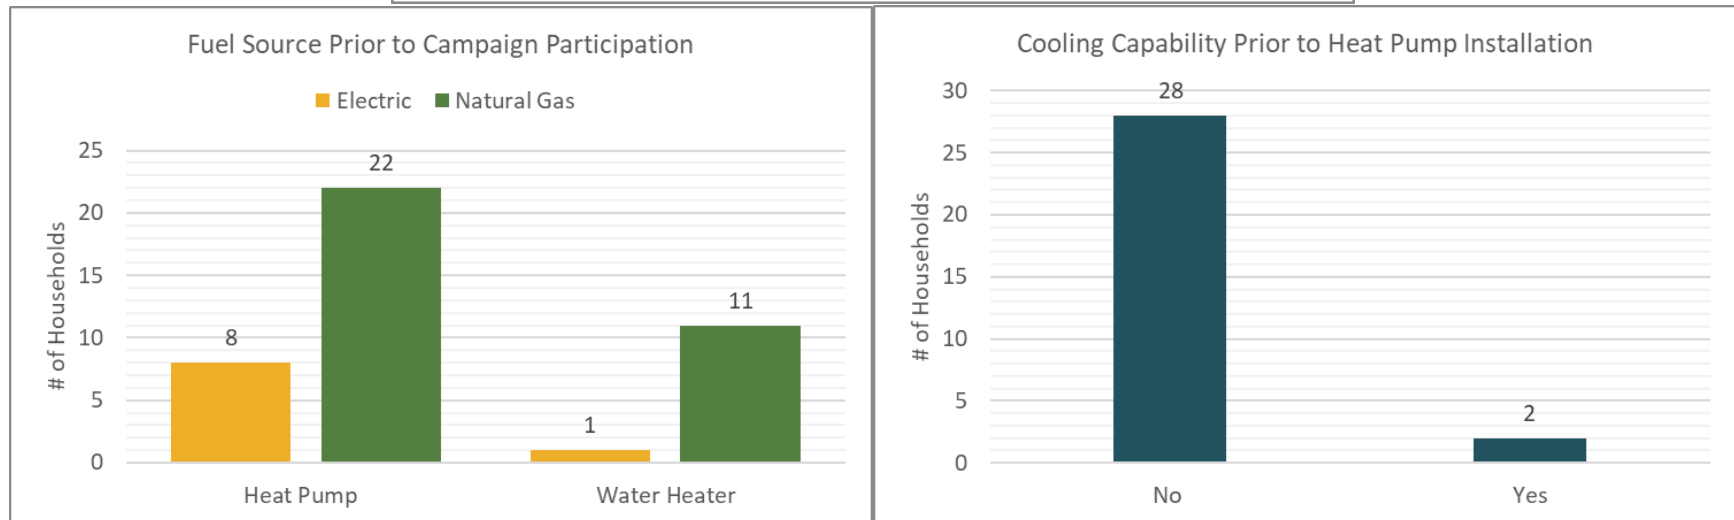 Fuel Source Prior to Campaign Participation
Electric Natural Gas
# of Households
25
20
15
10
5
0
8
22
1
11
Heat Pump Water Heater
Cooling Capability Prior to Heat Pump Installation
# of Households
30
25
20
15
10
5
0
28
2
No Yes